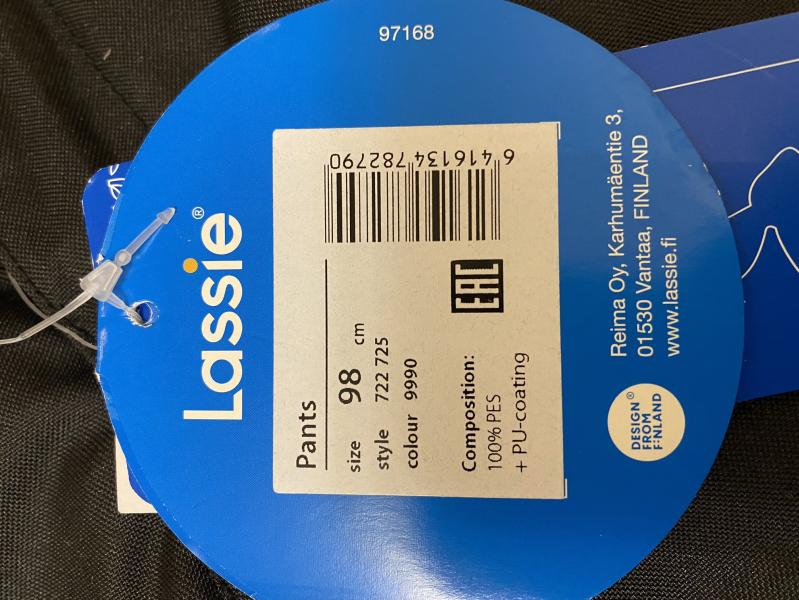 97168
Lassie®
Pants
size 98 cm
style 722 725
colour 9990
Composition:
100% PES
+ PU-coating
EAC
6 416134 782790
Reima Oy, Karhumäentie 3,
01530 Vantaa, FINLAND
www.lassie.fi
DESIGN®
FROM
FINLAND